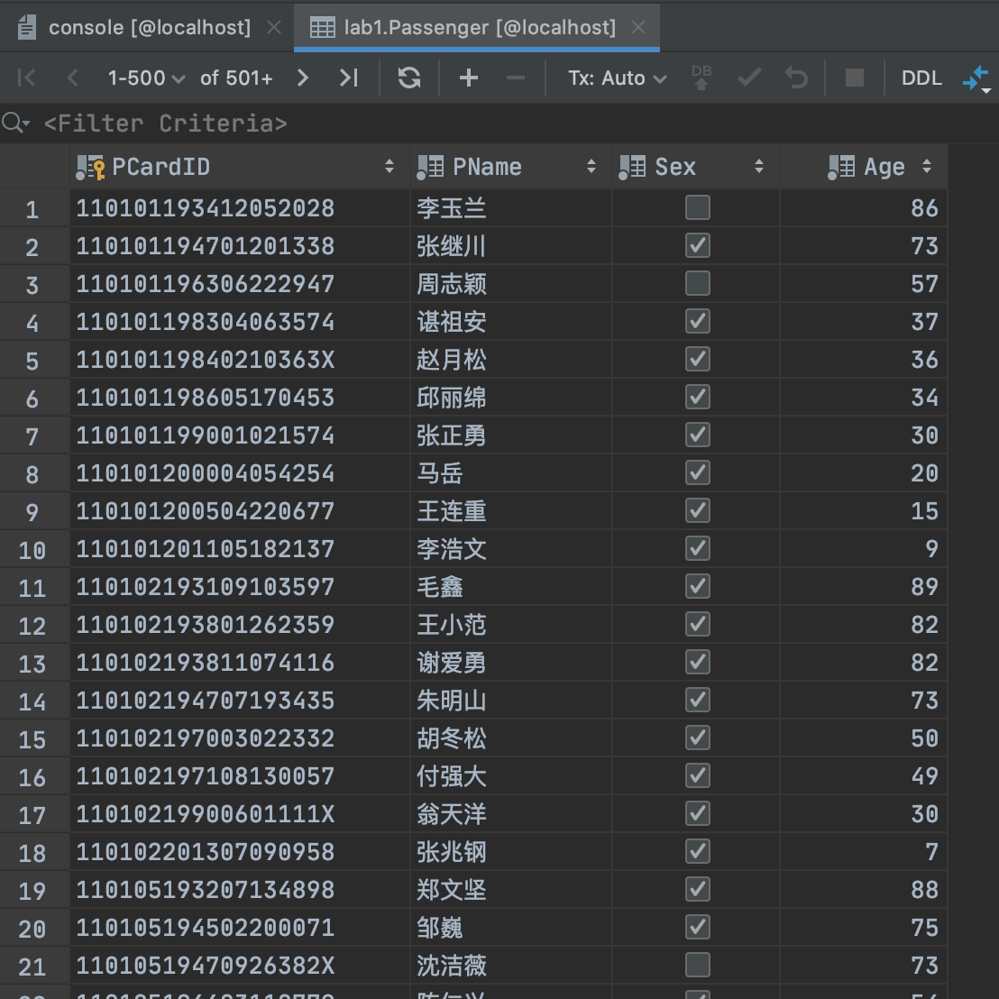 console [@localhost] lab1.Passenger [@localhost]
1-500 of 501+ Tx: Auto DB DDL
<Filter Criteria>
PCardID PName Sex Age
1 110101193412052028 李玉兰 86
2 110101194701201338 张继川 73
3 110101196306222947 周志颖 57
4 110101198304063574 谌祖安 37
5 11010119840210363X 赵月松 36
6 110101198605170453 邱丽绵 34
7 110101199001021574 张正勇 30
8 110101200004054254 马岳 20
9 110101200504220677 王连重 15
10 110101201105182137 李浩文 9
11 110102193109103597 毛鑫 89
12 110102193801262359 王小范 82
13 110102193811074116 谢爱勇 82
14 110102194707193435 朱明山 73
15 110102197003022332 胡冬松 50
16 110102197108130057 付强大 49
17 11010219900601111X 翁天洋 30
18 110102201307090958 张兆钢 7
19 110105193207134898 郑文坚 88
20 110105194502200071 邹巍 75
21 11010519470926382X 沈洁薇 73